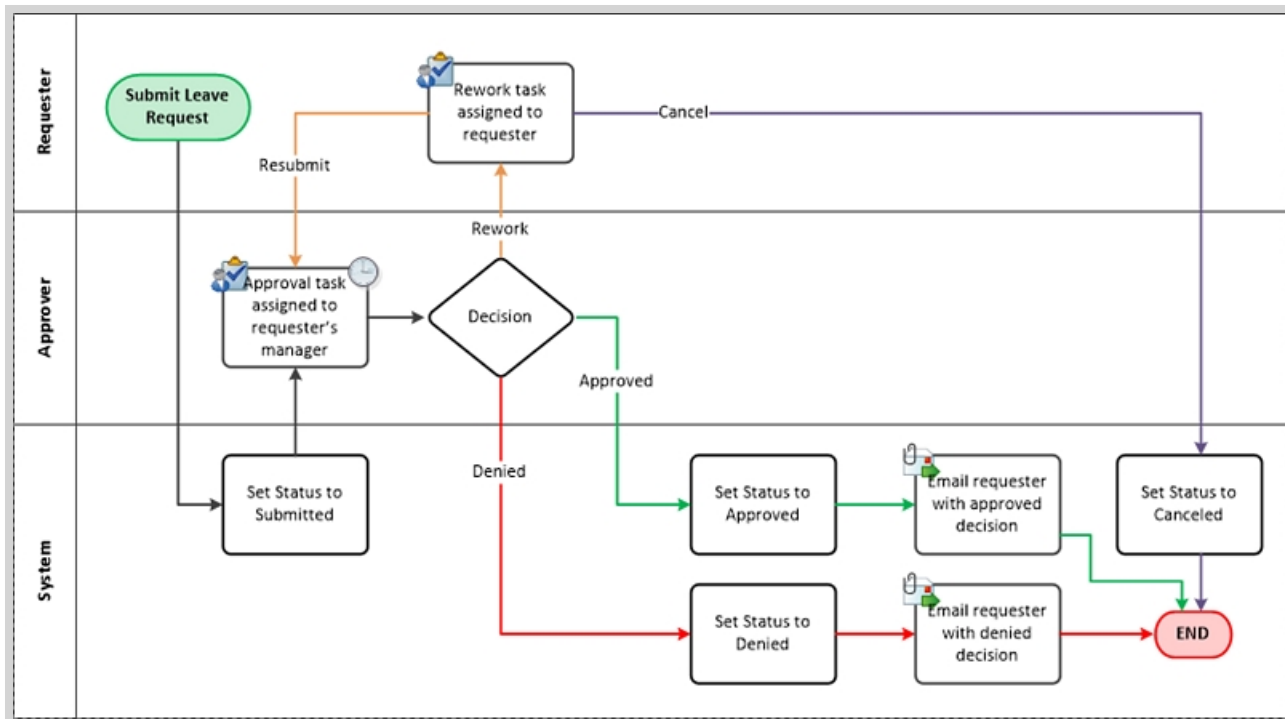 Requester
Submit Leave
Request
Rework task
assigned to
requester
Cancel
Resubmit
Rework
Approver
Approval task
assigned to
requester's
manager
Decision
Approved
System
Denied
Set Status to
Submitted
Set Status to
Approved
Email requester
with approved
decision
Set Status to
Canceled
Set Status to
Denied
Email requester
with denied
decision
END